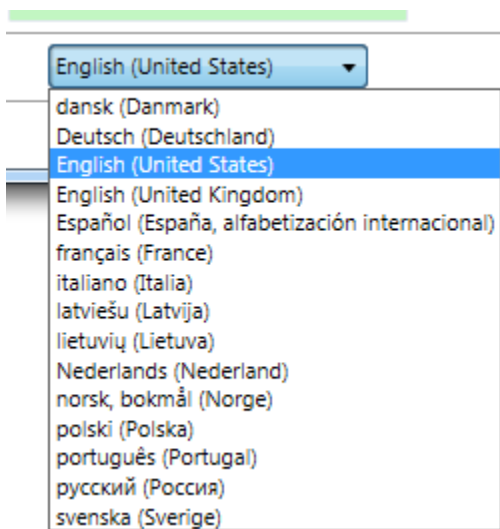 English (United States)
dansk (Danmark)
Deutsch (Deutschland)
English (United States)
English (United Kingdom)
Español (España, alfabetización internacional)
français (France)
italiano (Italia)
latviešu (Latvija)
lietuvių (Lietuva)
Nederlands (Nederland)
norsk, bokmål (Norge)
polski (Polska)
português (Portugal)
русский (Россия)
svenska (Sverige)